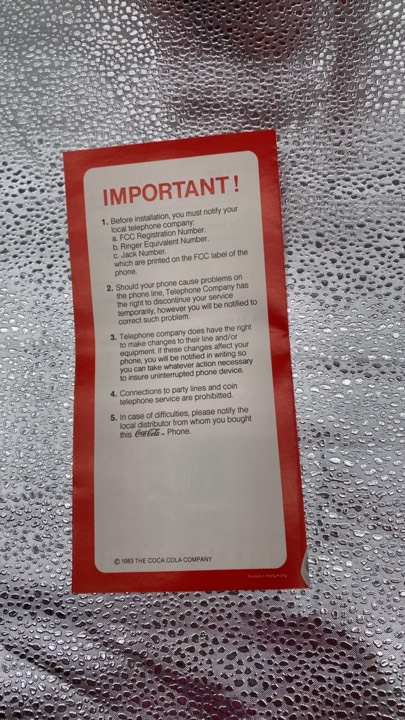 IMPORTANT!
1. Before installation, you must notify your
local telephone company:
a. FCC Registration Number.
b. Ringer Equivalent Number.
c. Jack Number.
which are printed on the FCC label of the
phone.
2. Should your phone cause problems on
the phone line, Telephone Company has
the right to discontinue your service
temporarily, however you will be notified to
correct such problem.
3. Telephone company does have the right
to make changes to their line and/or
equipment. If these changes affect your
phone, you will be notified in writing so
you can take whatever action necessary
to insure uninterrupted phone device.
4. Connections to party lines and coin
telephone service are prohibitted.
5. In case of difficulties, please notify the
local distributor from whom you bought
this Coca-Cola™ Phone.
© 1983 THE COCA COLA COMPANY
Printed in Hong Kong